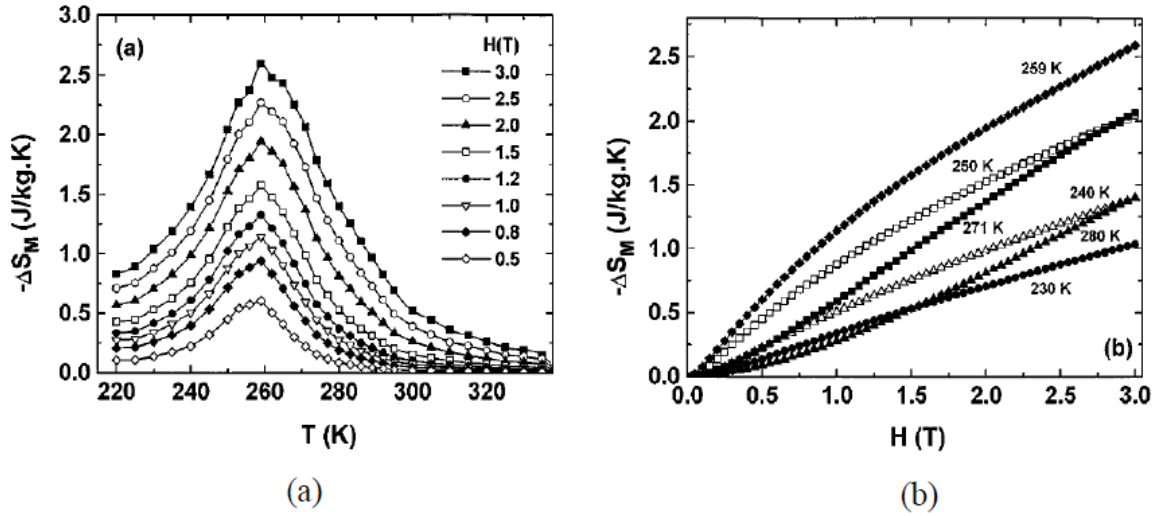 (a)
H(T)
3.0
2.5
2.0
1.5
1.2
1.0
0.8
0.5
2.5
2.0
1.5
1.0
0.5
0.0
-ΔS_M (J/kg.K)
220 240 260 280 300 320
T (K)
(a)
2.5
2.0
1.5
1.0
0.5
0.0
-ΔS_M (J/kg.K)
259 K
250 K
240 K
271 K
280 K
230 K
(b)
0.0 0.5 1.0 1.5 2.0 2.5 3.0
H (T)
(b)